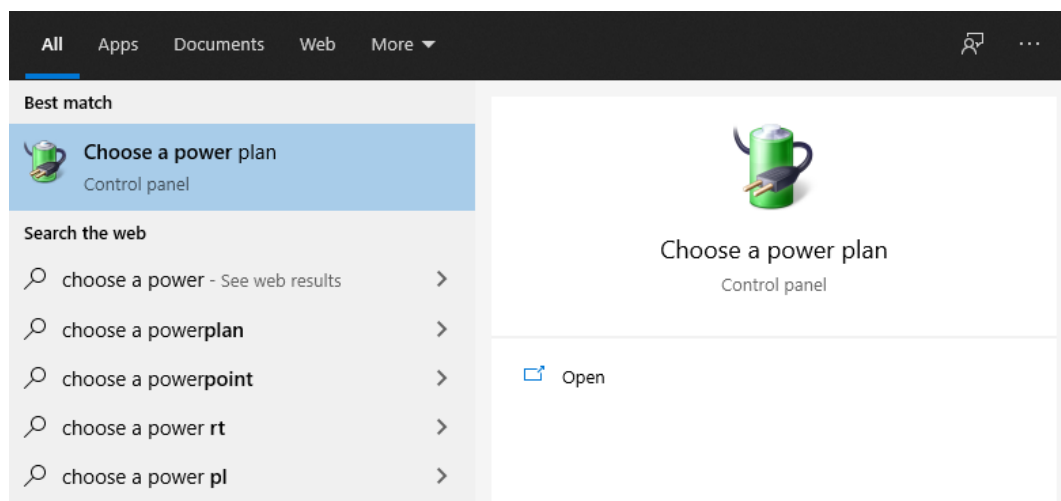 All Apps Documents Web More
Best match
Choose a power plan
Control panel
Search the web
choose a power - See web results
choose a powerplan
choose a powerpoint
choose a power rt
choose a power pl
Choose a power plan
Control panel
Open